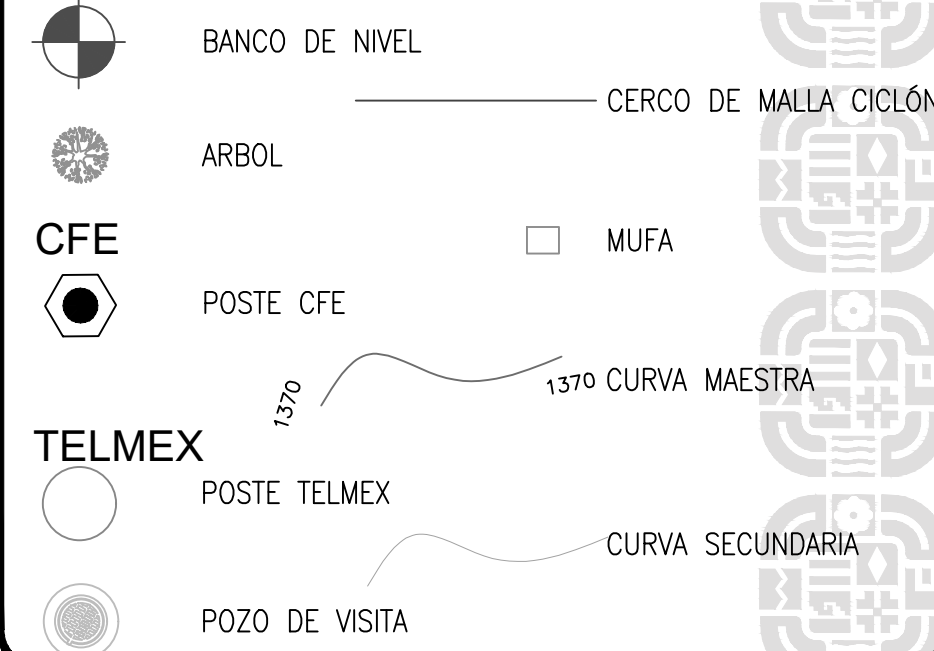 BANCO DE NIVEL
CERCO DE MALLA CICLÓN
ARBOL
CFE
MUFA
POSTE CFE
1370
1370 CURVA MAESTRA
TELMEX
POSTE TELMEX
CURVA SECUNDARIA
POZO DE VISITA